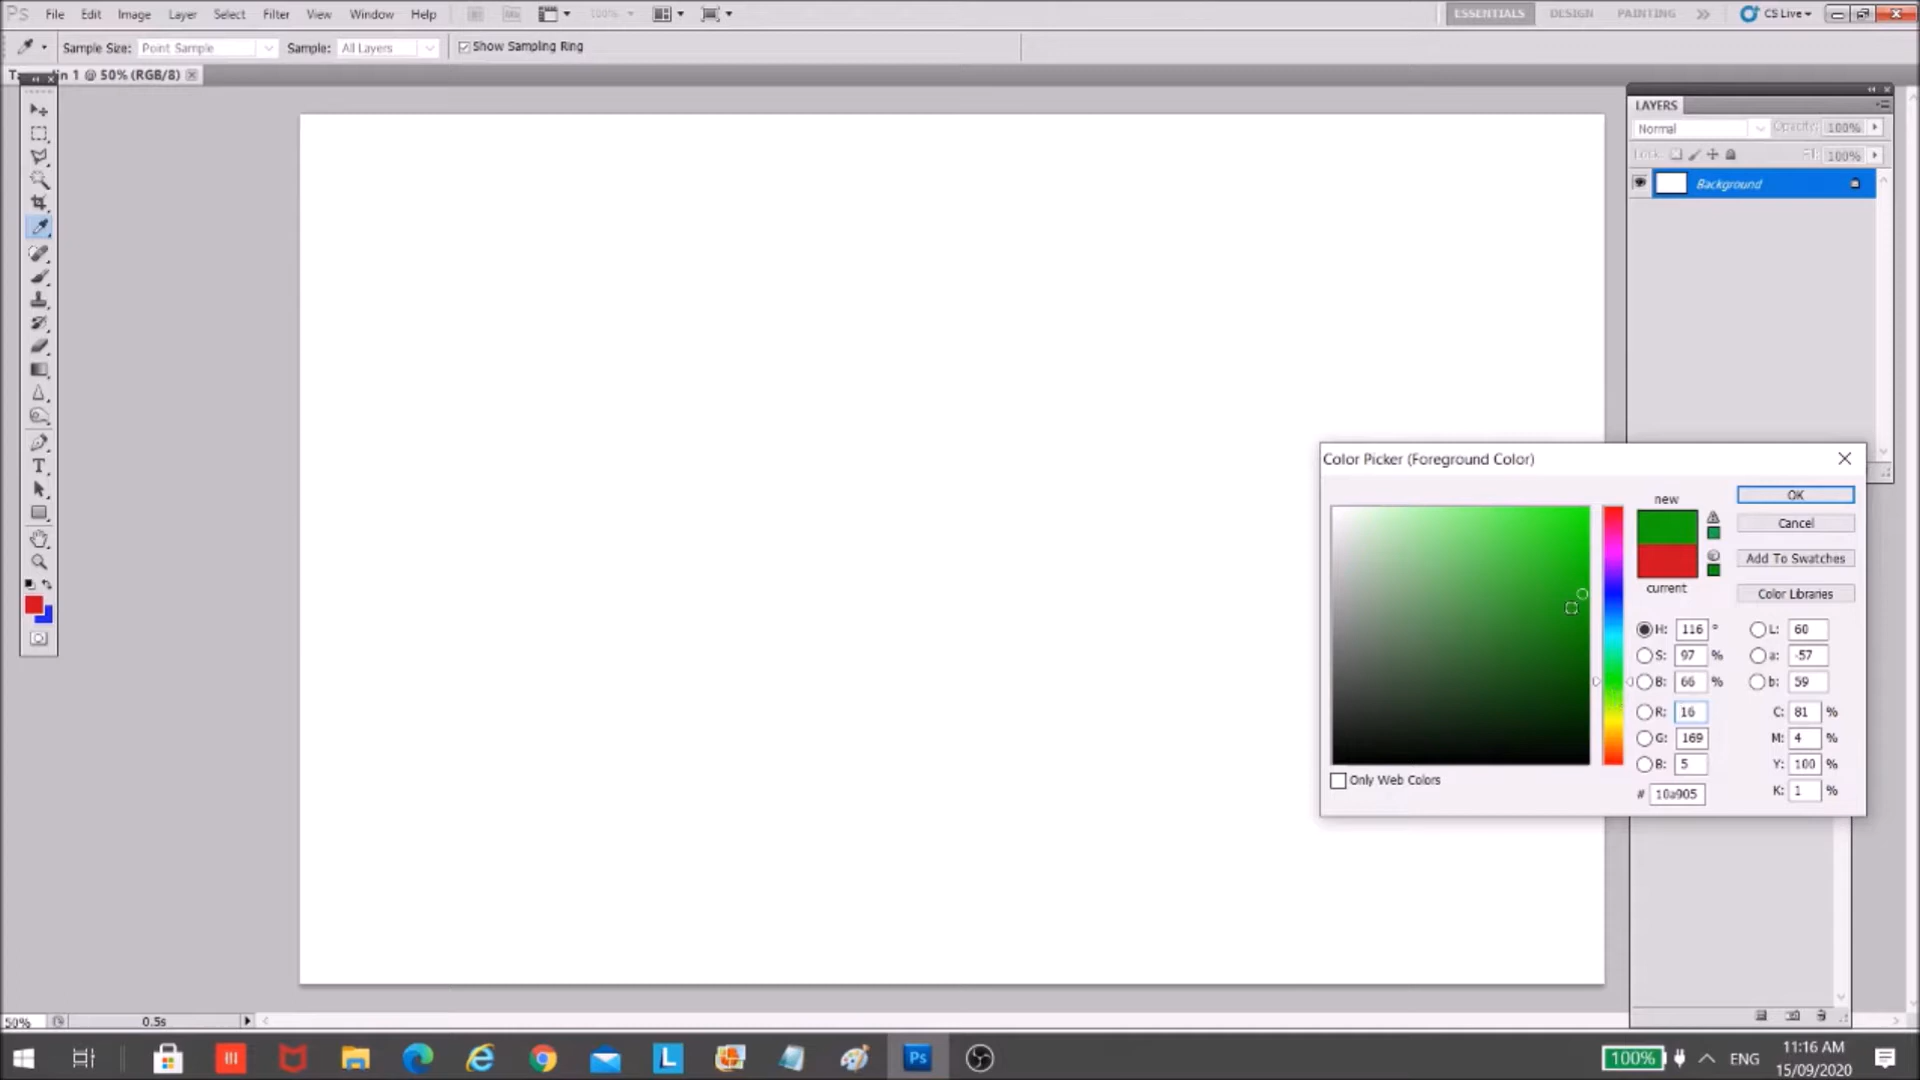 Ps File Edit Image Layer Select Filter View Window Help 100% ESSENTIALS DESIGN PAINTING CS Live
Sample Size: Point Sample Sample: All Layers Show Sampling Ring
1 @ 50% (RGB/8)
LAYERS
Normal Opacity: 100%
Lock: Fill: 100%
Background
Color Picker (Foreground Color)
new
OK
Cancel
Add To Swatches
current
Color Libraries
H: 116 ° L: 60
S: 97 % a: -57
B: 66 % b: 59
R: 16 C: 81 %
G: 169 M: 4 %
B: 5 Y: 100 %
# 10a905 K: 1 %
Only Web Colors
50% 0.5s
L Ps 100% ENG 11:16 AM
15/09/2020